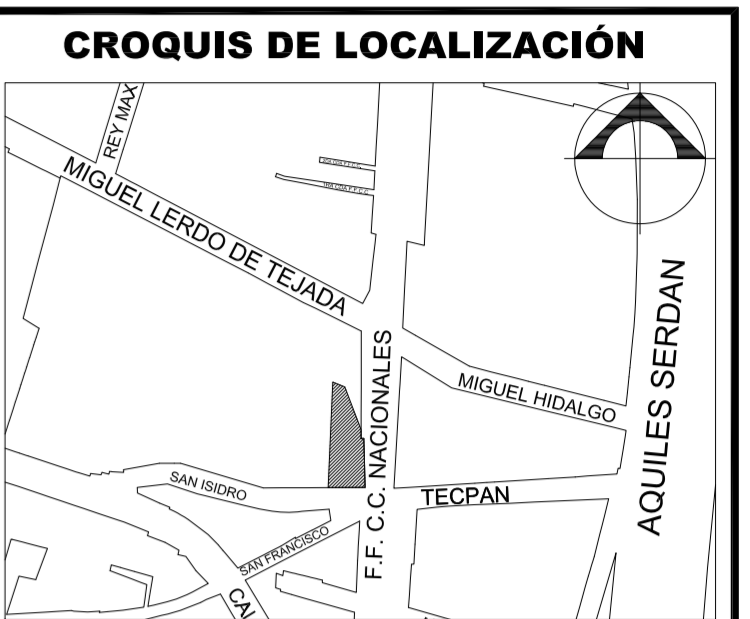 CROQUIS DE LOCALIZACIÓN
REY MAX
MIGUEL LERDO DE TEJADA
F.F. C.C. NACIONALES
MIGUEL HIDALGO
AQUILES SERDAN
SAN ISIDRO
TECPAN
SAN FRANCISCO